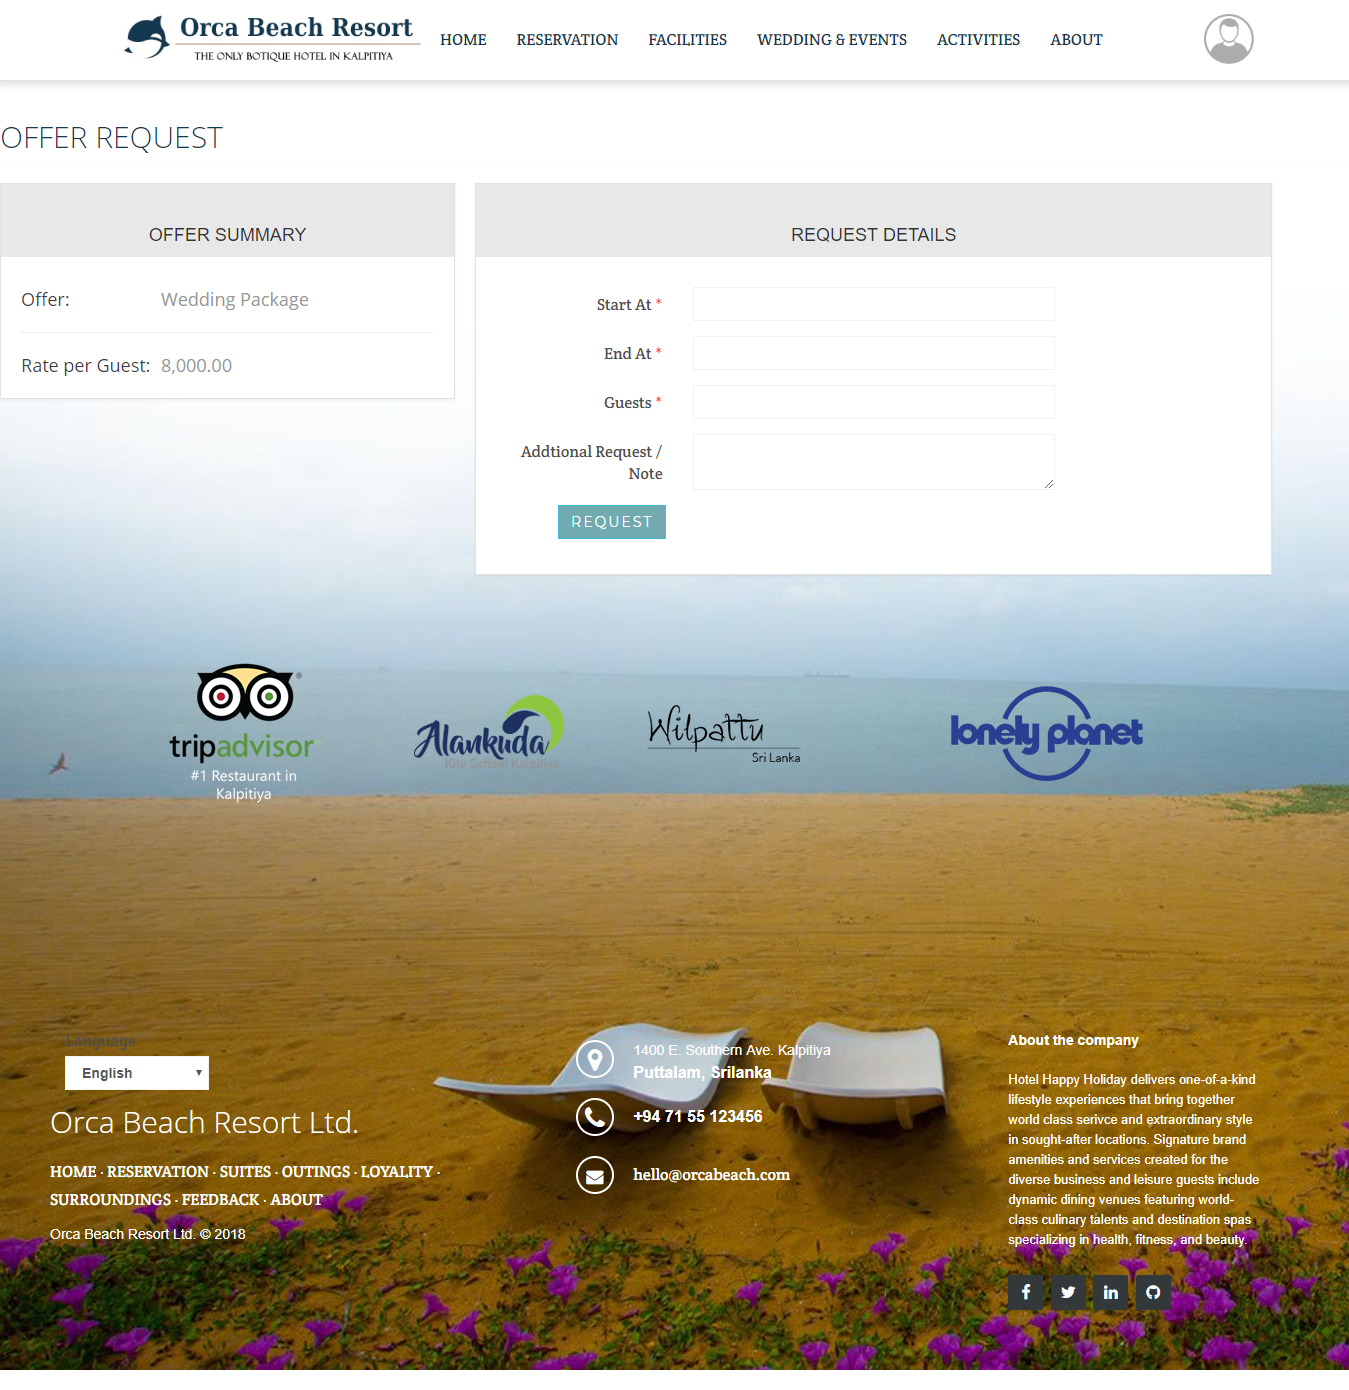 Orca Beach Resort
THE ONLY BOTIQUE HOTEL IN KALPITIYA
HOME RESERVATION FACILITIES WEDDING & EVENTS ACTIVITIES ABOUT
OFFER REQUEST
OFFER SUMMARY
Offer: Wedding Package
Rate per Guest: 8,000.00
REQUEST DETAILS
Start At *
End At *
Guests *
Addtional Request /
Note
REQUEST
tripadvisor®
#1 Restaurant in
Kalpitiya
Alankuda
Kite School Kalpitiya
Wilpattu
Sri Lanka
lonely planet
Language
English
Orca Beach Resort Ltd.
HOME · RESERVATION · SUITES · OUTINGS · LOYALITY ·
SURROUNDINGS · FEEDBACK · ABOUT
Orca Beach Resort Ltd. © 2018
1400 E. Southern Ave. Kalpitiya
Puttalam, Srilanka
+94 71 55 123456
hello@orcabeach.com
About the company
Hotel Happy Holiday delivers one-of-a-kind
lifestyle experiences that bring together
world class serivce and extraordinary style
in sought-after locations. Signature brand
amenities and services created for the
diverse business and leisure guests include
dynamic dining venues featuring world-
class culinary talents and destination spas
specializing in health, fitness, and beauty.